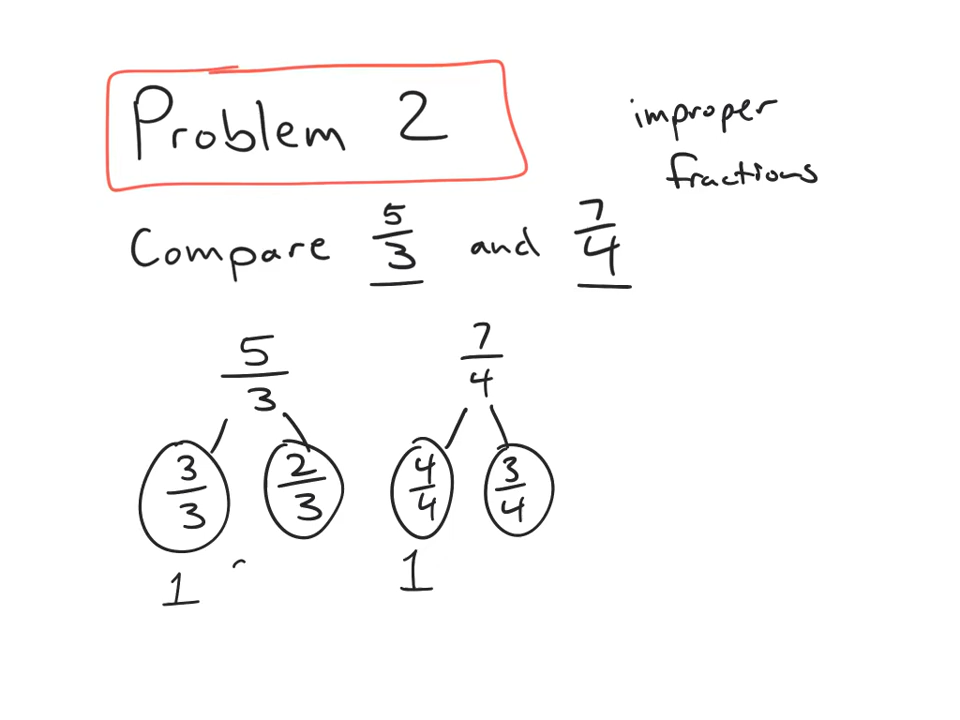 Problem 2
improper
fractions
Compare 5/3 and 7/4
5/3 7/4
3/3 2/3 4/4 3/4
1 1